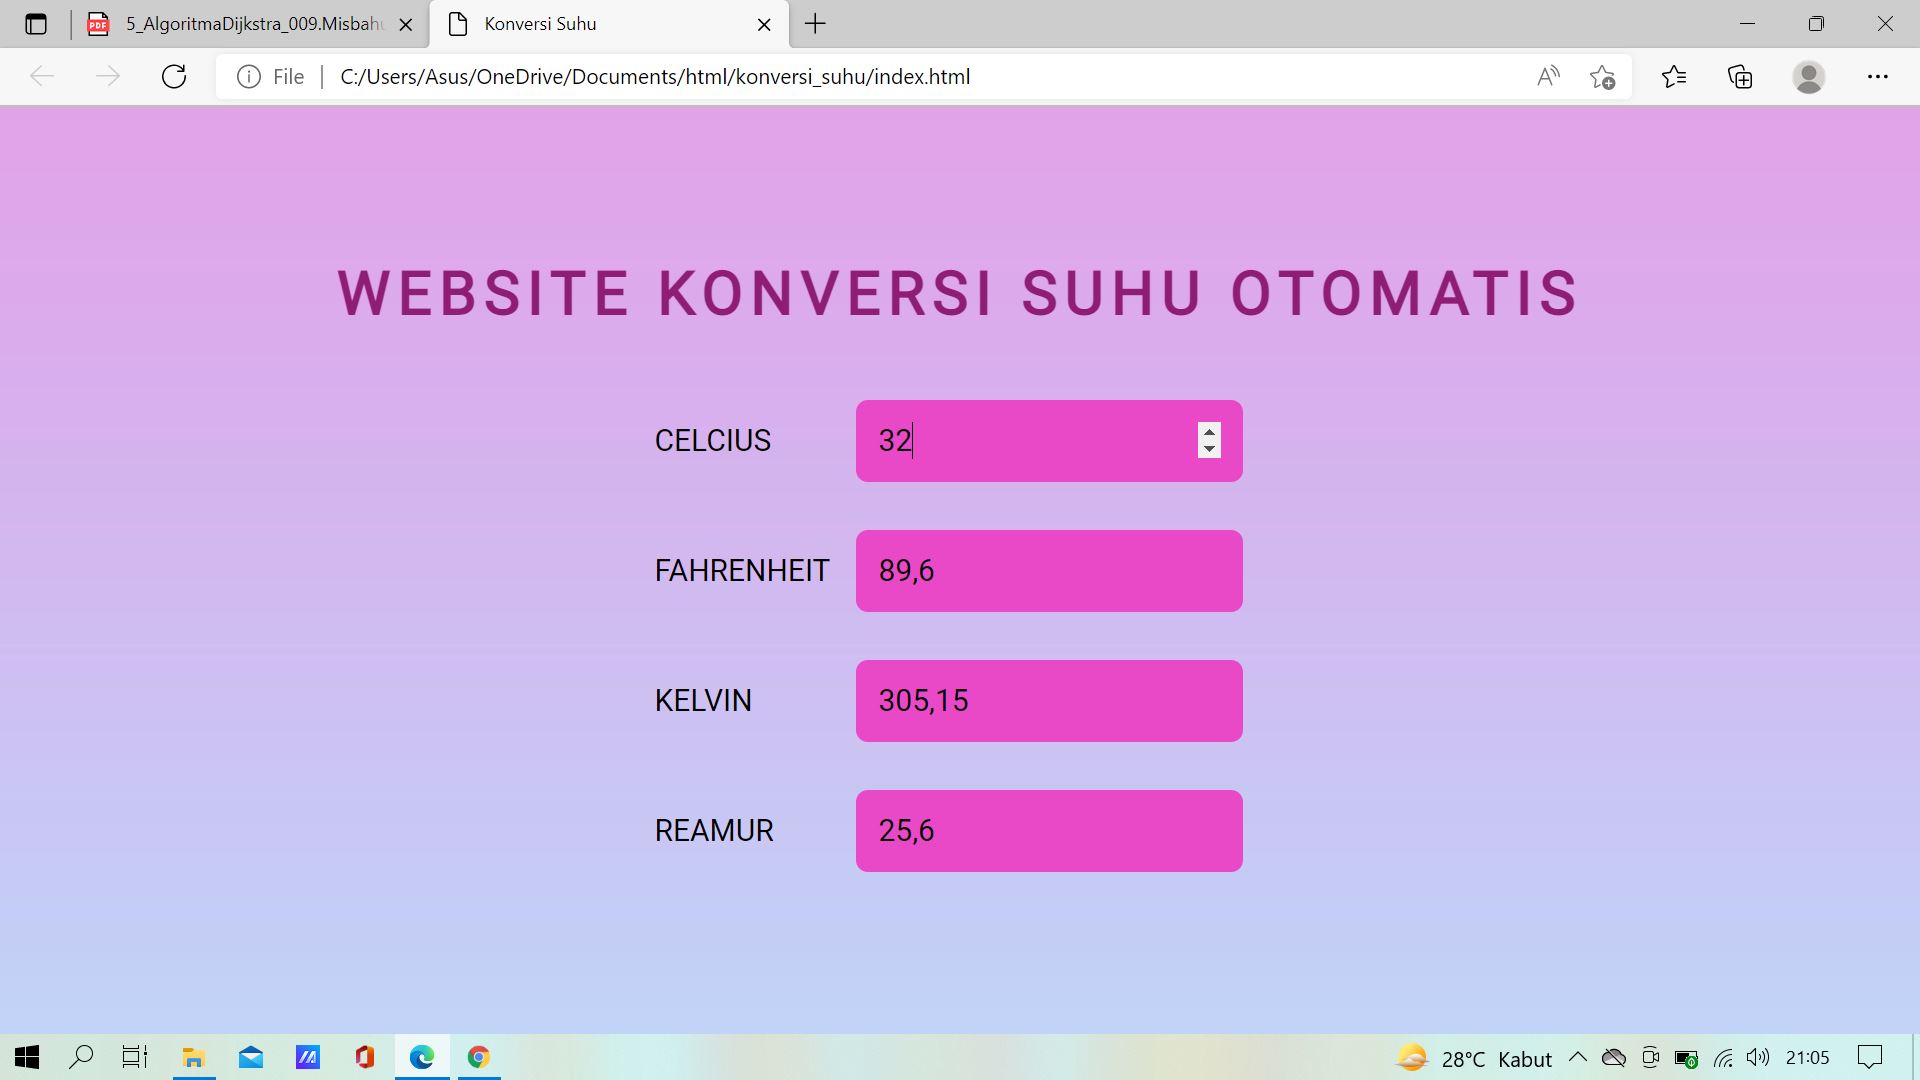 5_AlgoritmaDijkstra_009.Misbahu
Konversi Suhu
File
C:/Users/Asus/OneDrive/Documents/html/konversi_suhu/index.html
WEBSITE KONVERSI SUHU OTOMATIS
CELCIUS 32
FAHRENHEIT 89,6
KELVIN 305,15
REAMUR 25,6
28°C Kabut
21:05